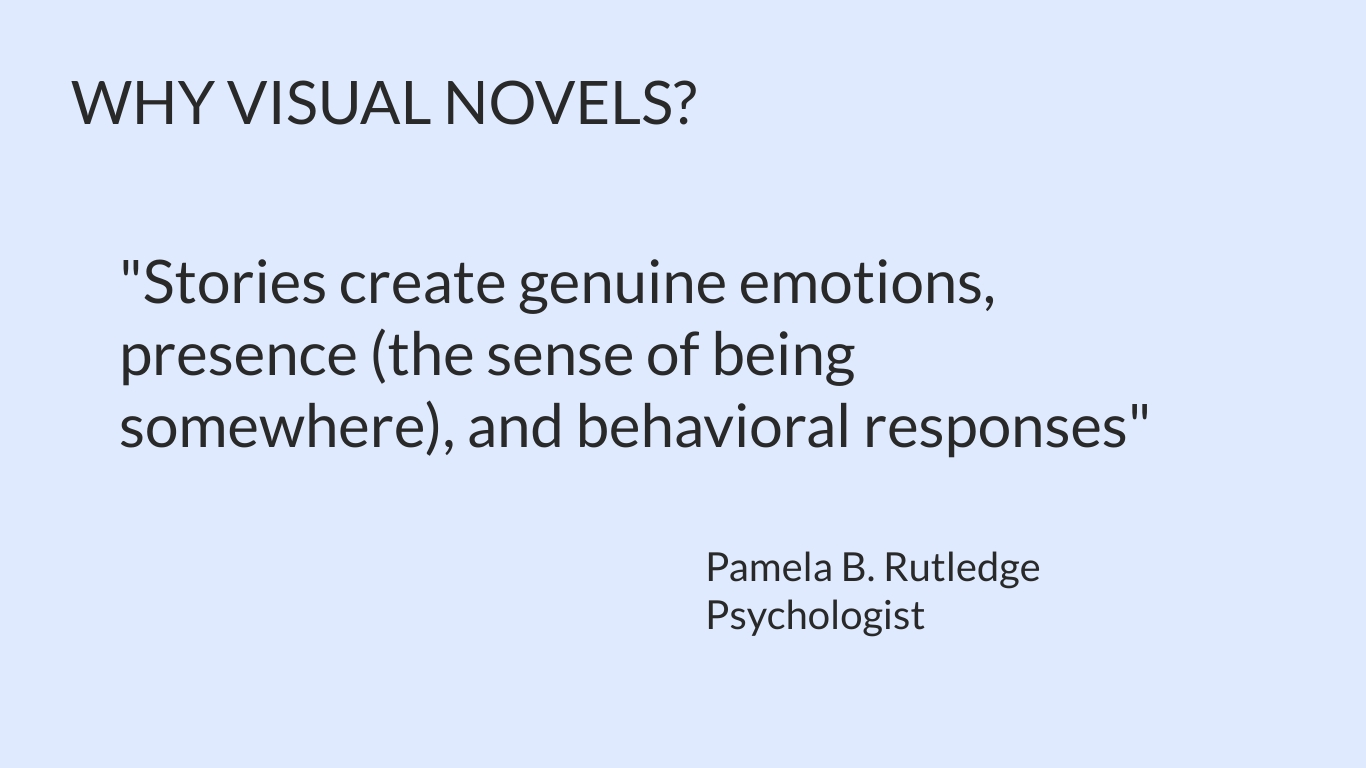 WHY VISUAL NOVELS?
"Stories create genuine emotions,
presence (the sense of being
somewhere), and behavioral responses"
Pamela B. Rutledge
Psychologist